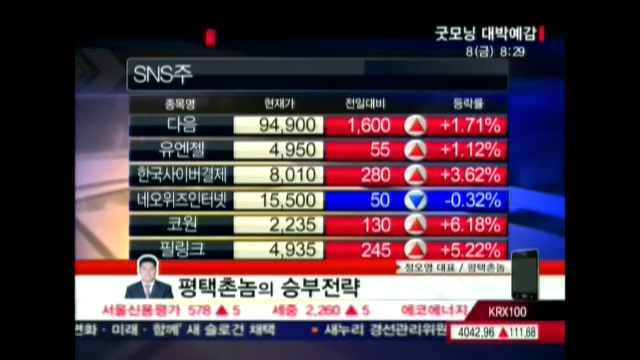 굿모닝 대박예감
8(금) 8:29
SNS주
종목명 현재가 전일대비 등락률
다음 94,900 1,600 ▲ +1.71%
유엔젤 4,950 55 ▲ +1.12%
한국사이버결제 8,010 280 ▲ +3.62%
네오위즈인터넷 15,500 50 ▼ -0.32%
코원 2,235 130 ▲ +6.18%
필링크 4,935 245 ▲ +5.22%
정오영 대표 / 평택촌놈
평택촌놈의 승부전략
서울신용평가 578 ▲ 5 세중 2,260 ▲ 5 에코에너지 KRX100
변화·미래·함께' 새 슬로건 채택 새누리 경선관리위원 4042.96 ▲111.68